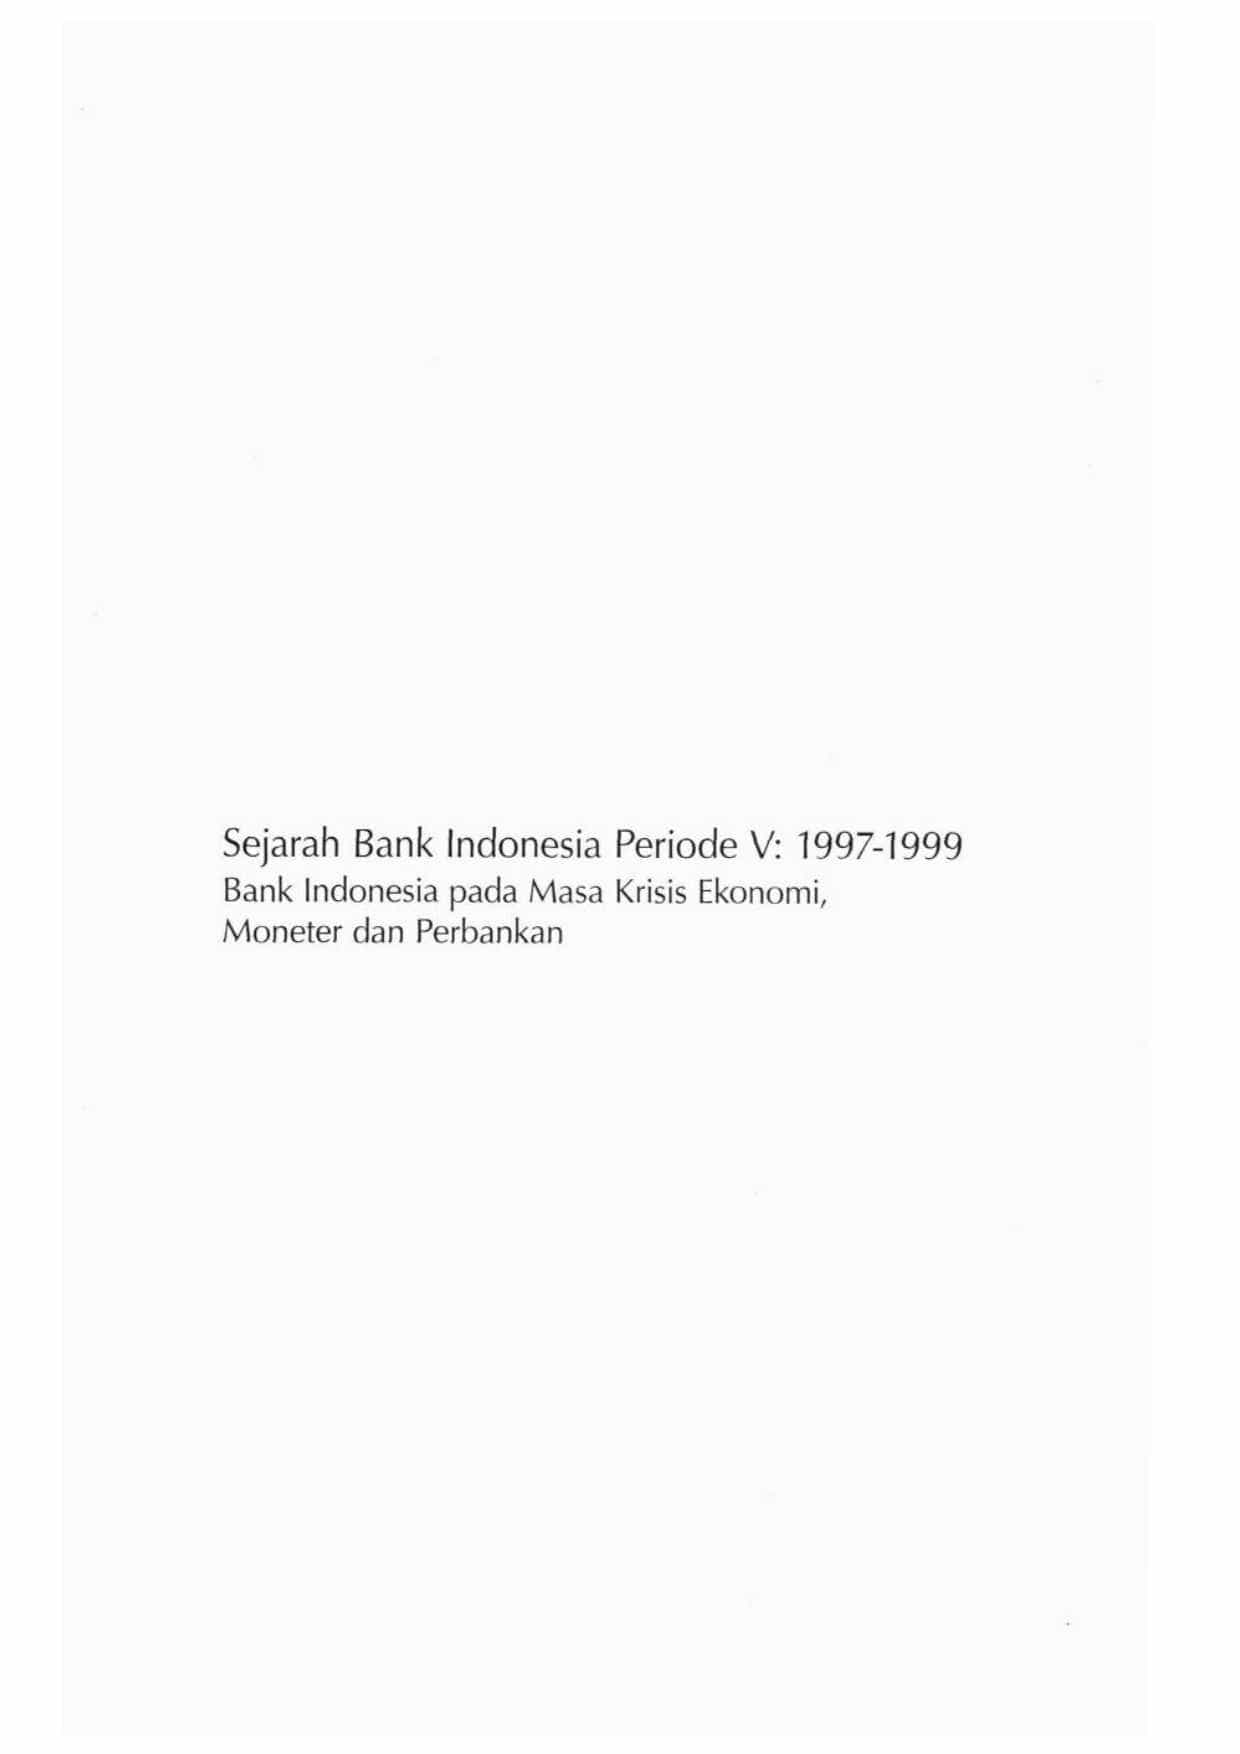 Sejarah Bank Indonesia Periode V: 1997-1999
Bank Indonesia pada Masa Krisis Ekonomi,
Moneter dan Perbankan